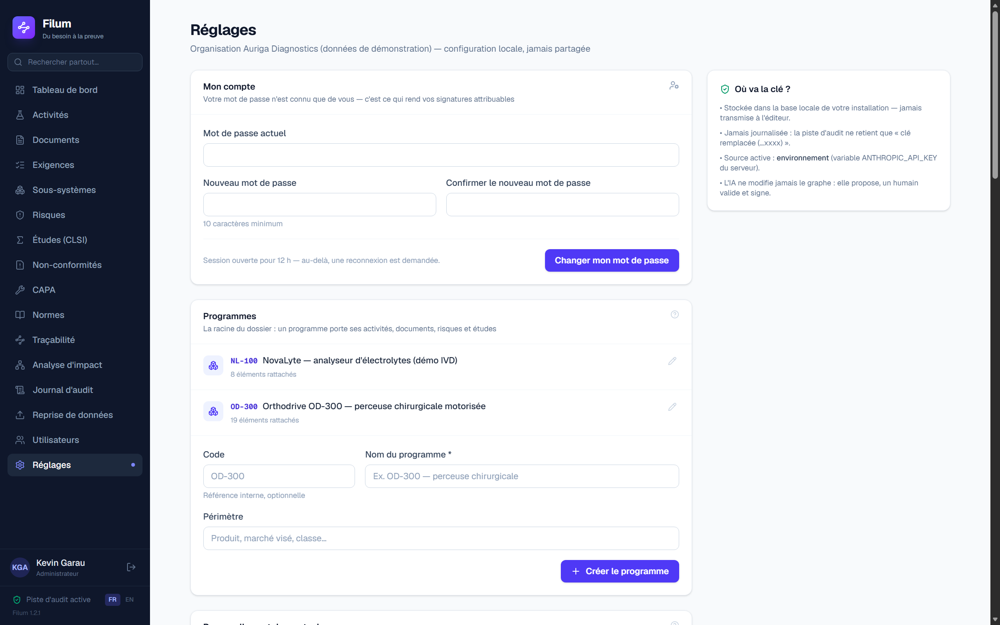 Filum
Du besoin à la preuve
Rechercher partout...
Tableau de bord
Activités
Documents
Exigences
Sous-systèmes
Risques
Études (CLSI)
Non-conformités
CAPA
Normes
Traçabilité
Analyse d'impact
Journal d'audit
Reprise de données
Utilisateurs
Réglages
KGA
Kevin Garau
Administrateur
Piste d'audit active
FR
EN
Filum 1.2.1
Réglages
Organisation Auriga Diagnostics (données de démonstration) — configuration locale, jamais partagée
Mon compte
Votre mot de passe n'est connu que de vous — c'est ce qui rend vos signatures attribuables
Mot de passe actuel
Nouveau mot de passe
Confirmer le nouveau mot de passe
10 caractères minimum
Session ouverte pour 12 h — au-delà, une reconnexion est demandée.
Changer mon mot de passe
Programmes
La racine du dossier : un programme porte ses activités, documents, risques et études
NL-100 NovaLyte — analyseur d'électrolytes (démo IVD)
8 éléments rattachés
OD-300 Orthodrive OD-300 — perceuse chirurgicale motorisée
19 éléments rattachés
Code
Nom du programme *
OD-300
Ex. OD-300 — perceuse chirurgicale
Référence interne, optionnelle
Périmètre
Produit, marché visé, classe...
Créer le programme
Où va la clé ?
• Stockée dans la base locale de votre installation — jamais
transmise à l'éditeur.
• Jamais journalisée : la piste d'audit ne retient que « clé
remplacée (...xxxx) ».
• Source active : environnement (variable ANTHROPIC_API_KEY
du serveur).
• L'IA ne modifie jamais le graphe : elle propose, un humain
valide et signe.